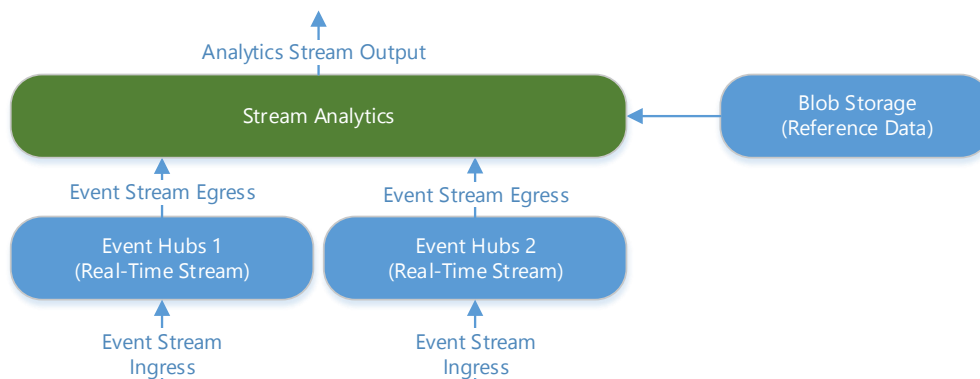 Analytics Stream Output
Stream Analytics
Blob Storage
(Reference Data)
Event Stream Egress
Event Stream Egress
Event Hubs 1
(Real-Time Stream)
Event Hubs 2
(Real-Time Stream)
Event Stream
Ingress
Event Stream
Ingress